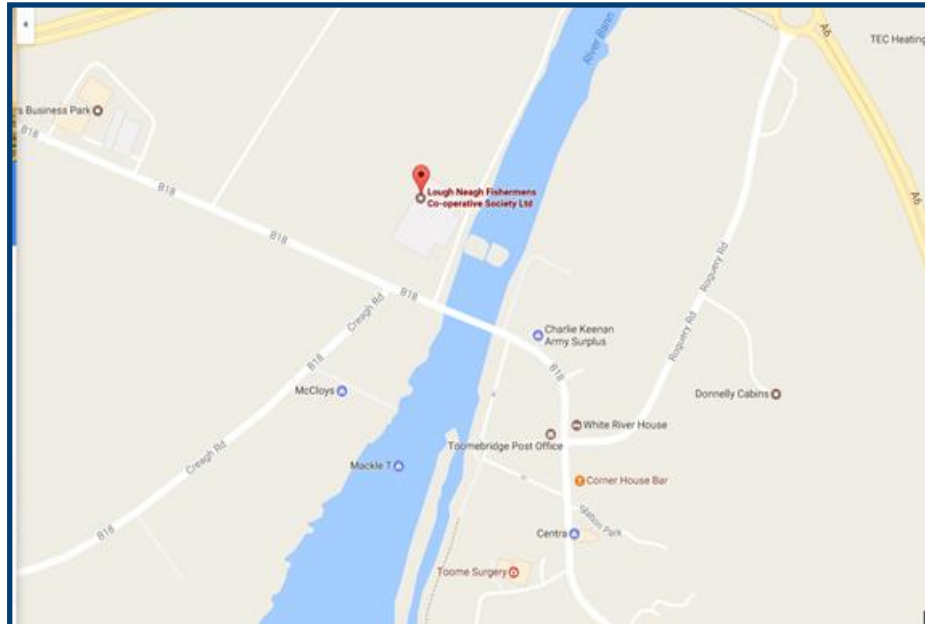 River Bann
A6
TEC Heating
s Business Park
B18
B18
Lough Neagh Fishermens
Co-operative Society Ltd
A6
B18
B18
Roguery Rd
Creagh Rd
Charlie Keenan
Army Surplus
Roguery Rd
B18
B18
McCloys
Donnelly Cabins
White River House
Toomebridge Post Office
Creagh Rd
Mackle T
Corner House Bar
B18
Centra
Park
Toome Surgery